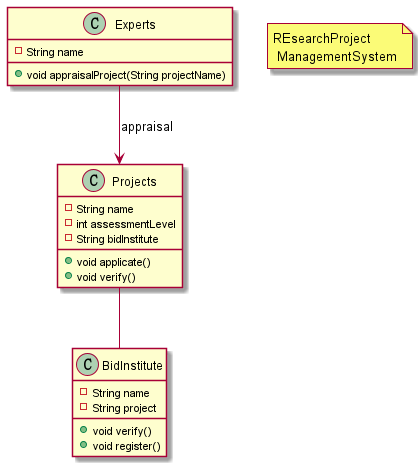 C Experts
String name
void appraisalProject(String projectName)
REsearchProject
ManagementSystem
appraisal
C Projects
String name
int assessmentLevel
String bidInstitute
void applicate()
void verify()
C BidInstitute
String name
String project
void verify()
void register()